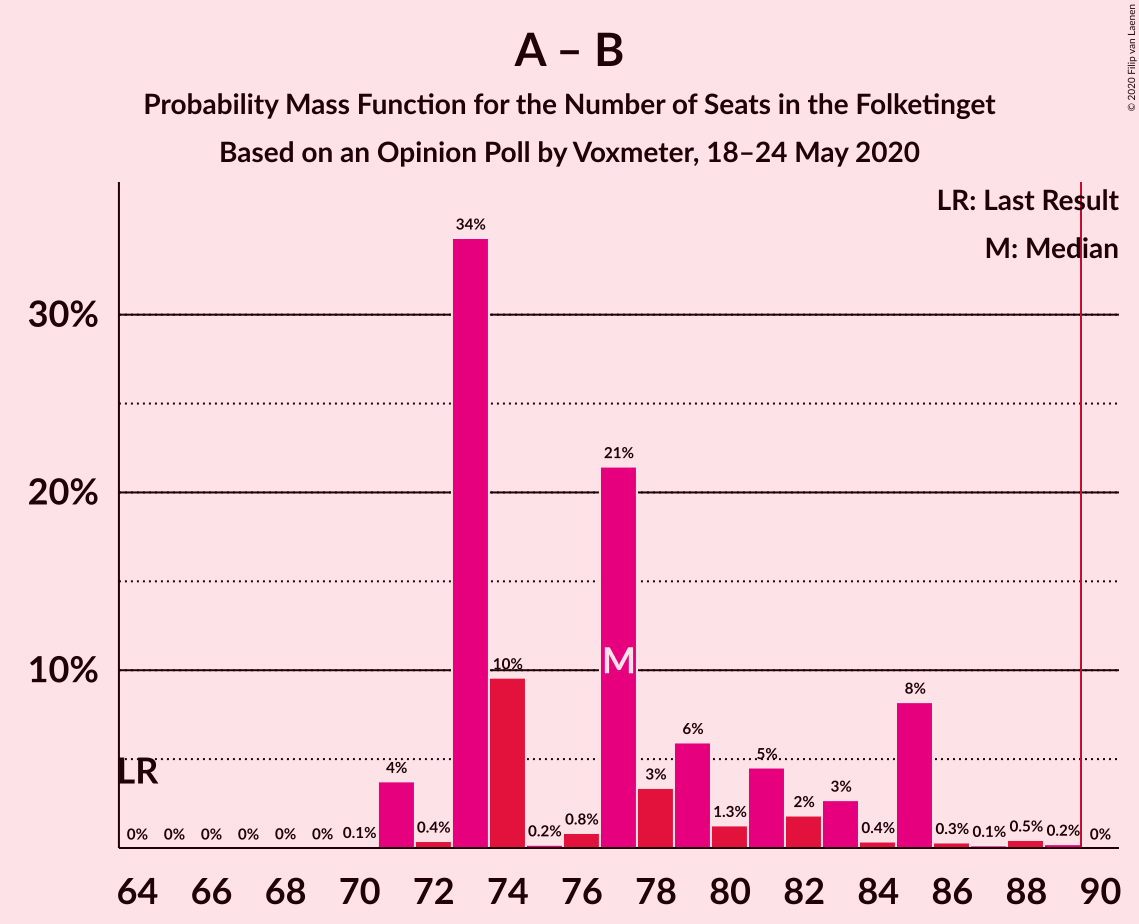 A – B
Probability Mass Function for the Number of Seats in the Folketinget
Based on an Opinion Poll by Voxmeter, 18–24 May 2020
© 2020 Filip van Laenen
LR: Last Result
M: Median
34%
30%
21%
20%
M
10%
10%
8%
6%
5%
LR
4%
3%
3%
2%
1.3%
0% 0% 0% 0% 0% 0% 0.1% 0.4% 0.2% 0.8% 0.4% 0.3% 0.1% 0.5% 0.2% 0%
64 66 68 70 72 74 76 78 80 82 84 86 88 90